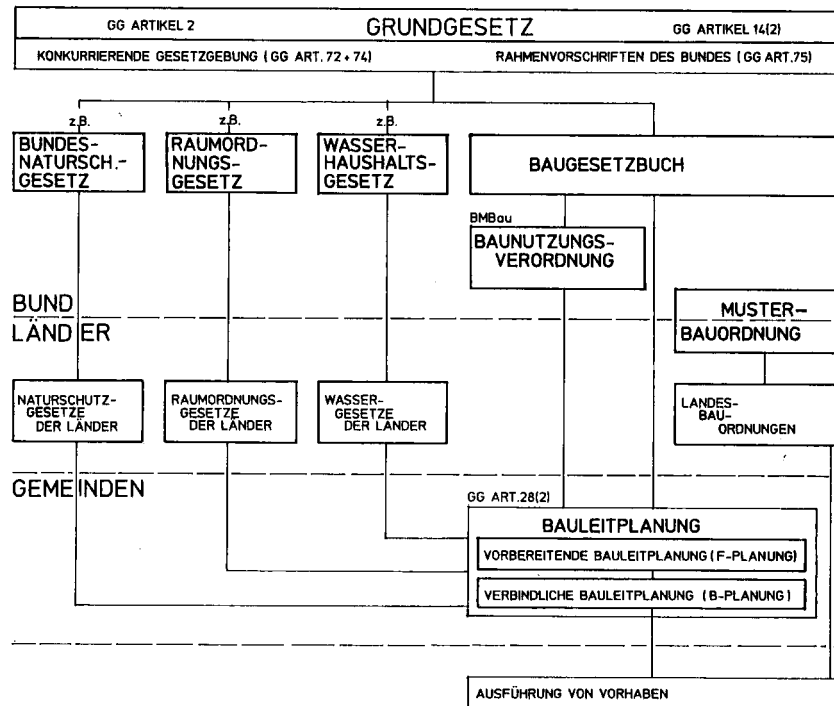 GG ARTIKEL 2 GRUNDGESETZ GG ARTIKEL 14(2)
KONKURRIERENDE GESETZGEBUNG (GG ART. 72 + 74) RAHMENVORSCHRIFTEN DES BUNDES (GG ART. 75)
z.B. z.B. z.B.
BUNDES-
NATURSCH.-
GESETZ
RAUMORD-
NUNGS-
GESETZ
WASSER-
HAUSHALTS-
GESETZ
BAUGESETZBUCH
BMBau
BAUNUTZUNGS-
VERORDNUNG
BUND
LÄNDER
MUSTER-
BAUORDNUNG
NATURSCHUTZ-
GESETZE
DER LÄNDER
RAUMORDNUNGS-
GESETZE
DER LÄNDER
WASSER-
GESETZE
DER LÄNDER
LANDES-
BAU-
ORDNUNGEN
GEMEINDEN
GG ART. 28(2)
BAULEITPLANUNG
VORBEREITENDE BAULEITPLANUNG (F-PLANUNG)
VERBINDLICHE BAULEITPLANUNG (B-PLANUNG)
AUSFÜHRUNG VON VORHABEN